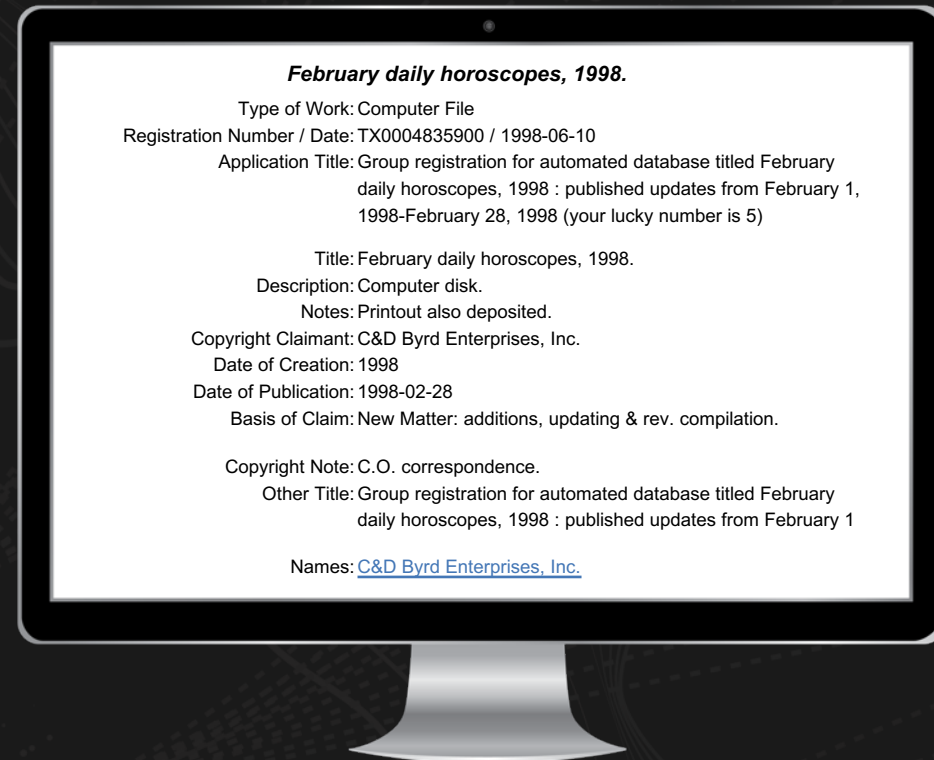 February daily horoscopes, 1998.
Type of Work: Computer File
Registration Number / Date: TX0004835900 / 1998-06-10
Application Title: Group registration for automated database titled February
daily horoscopes, 1998 : published updates from February 1,
1998-February 28, 1998 (your lucky number is 5)
Title: February daily horoscopes, 1998.
Description: Computer disk.
Notes: Printout also deposited.
Copyright Claimant: C&D Byrd Enterprises, Inc.
Date of Creation: 1998
Date of Publication: 1998-02-28
Basis of Claim: New Matter: additions, updating & rev. compilation.
Copyright Note: C.O. correspondence.
Other Title: Group registration for automated database titled February
daily horoscopes, 1998 : published updates from February 1
Names: C&D Byrd Enterprises, Inc.